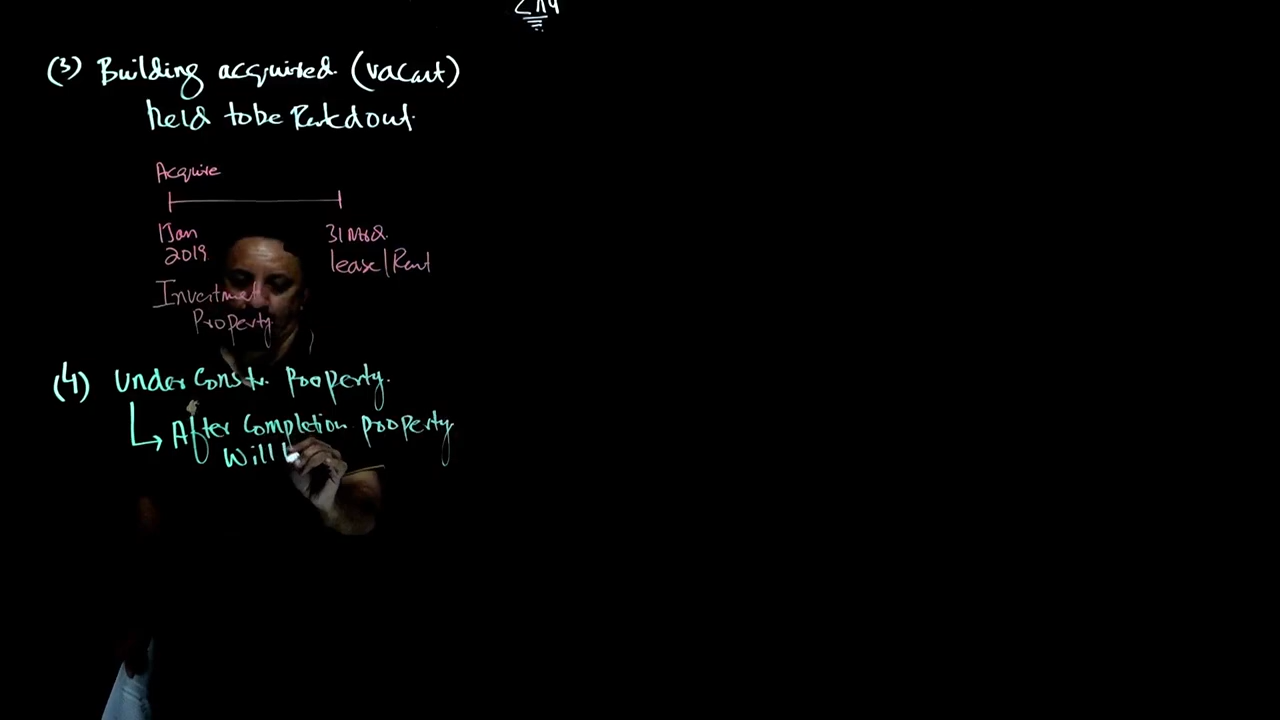 (3) Building acquired (vacant)
held to be Rented out.
Acquire
1 Jan 31 Mar
2019 lease/Rent
Investment
Property
(4) Under Constr. Property.
After Completion property
Will